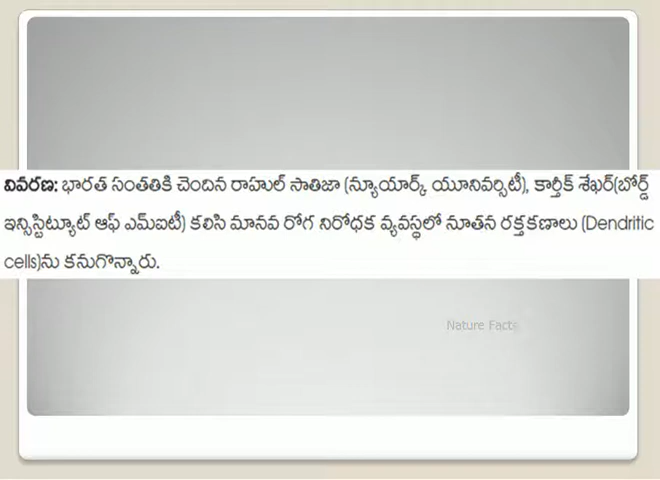 వివరణ: భారత సంతతికి చెందిన రాహుల్ సాతిజా (న్యూయార్క్ యూనివర్సిటీ), కార్తీక్ శేఖర్(బోర్డ్
ఇన్సిస్టిట్యూట్ ఆఫ్ ఎమ్ఐటీ) కలిసి మానవ రోగ నిరోధక వ్యవస్థలో నూతన రక్తకణాలు (Dendritic
cells)ను కనుగొన్నారు.
Nature Facts